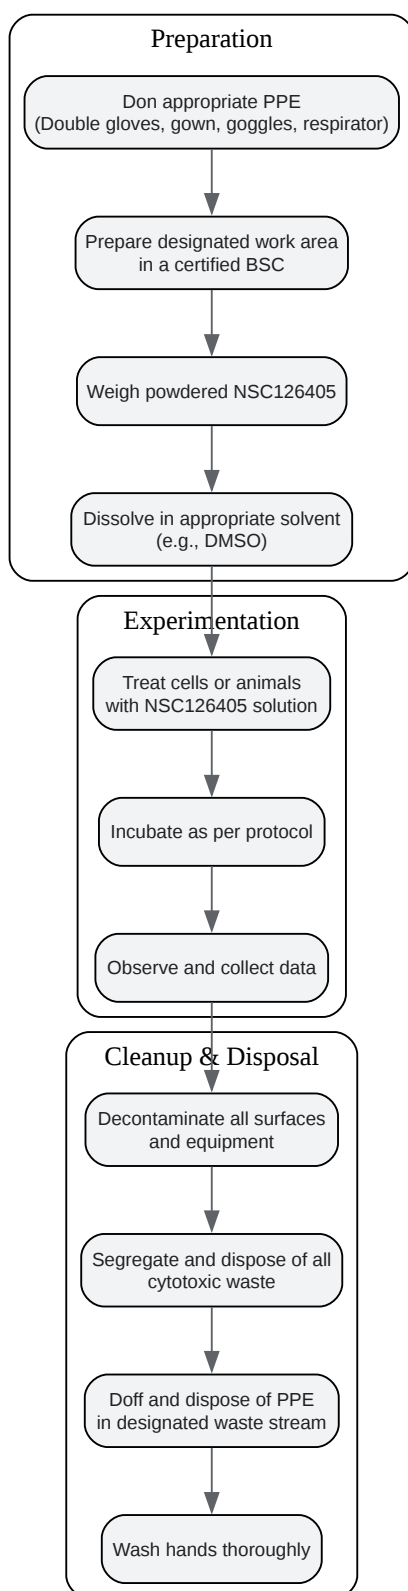 Preparation
Don appropriate PPE
(Double gloves, gown, goggles, respirator)
Prepare designated work area
in a certified BSC
Weigh powdered NSC126405
Dissolve in appropriate solvent
(e.g., DMSO)
Experimentation
Treat cells or animals
with NSC126405 solution
Incubate as per protocol
Observe and collect data
Cleanup & Disposal
Decontaminate all surfaces
and equipment
Segregate and dispose of all
cytotoxic waste
Doff and dispose of PPE
in designated waste stream
Wash hands thoroughly